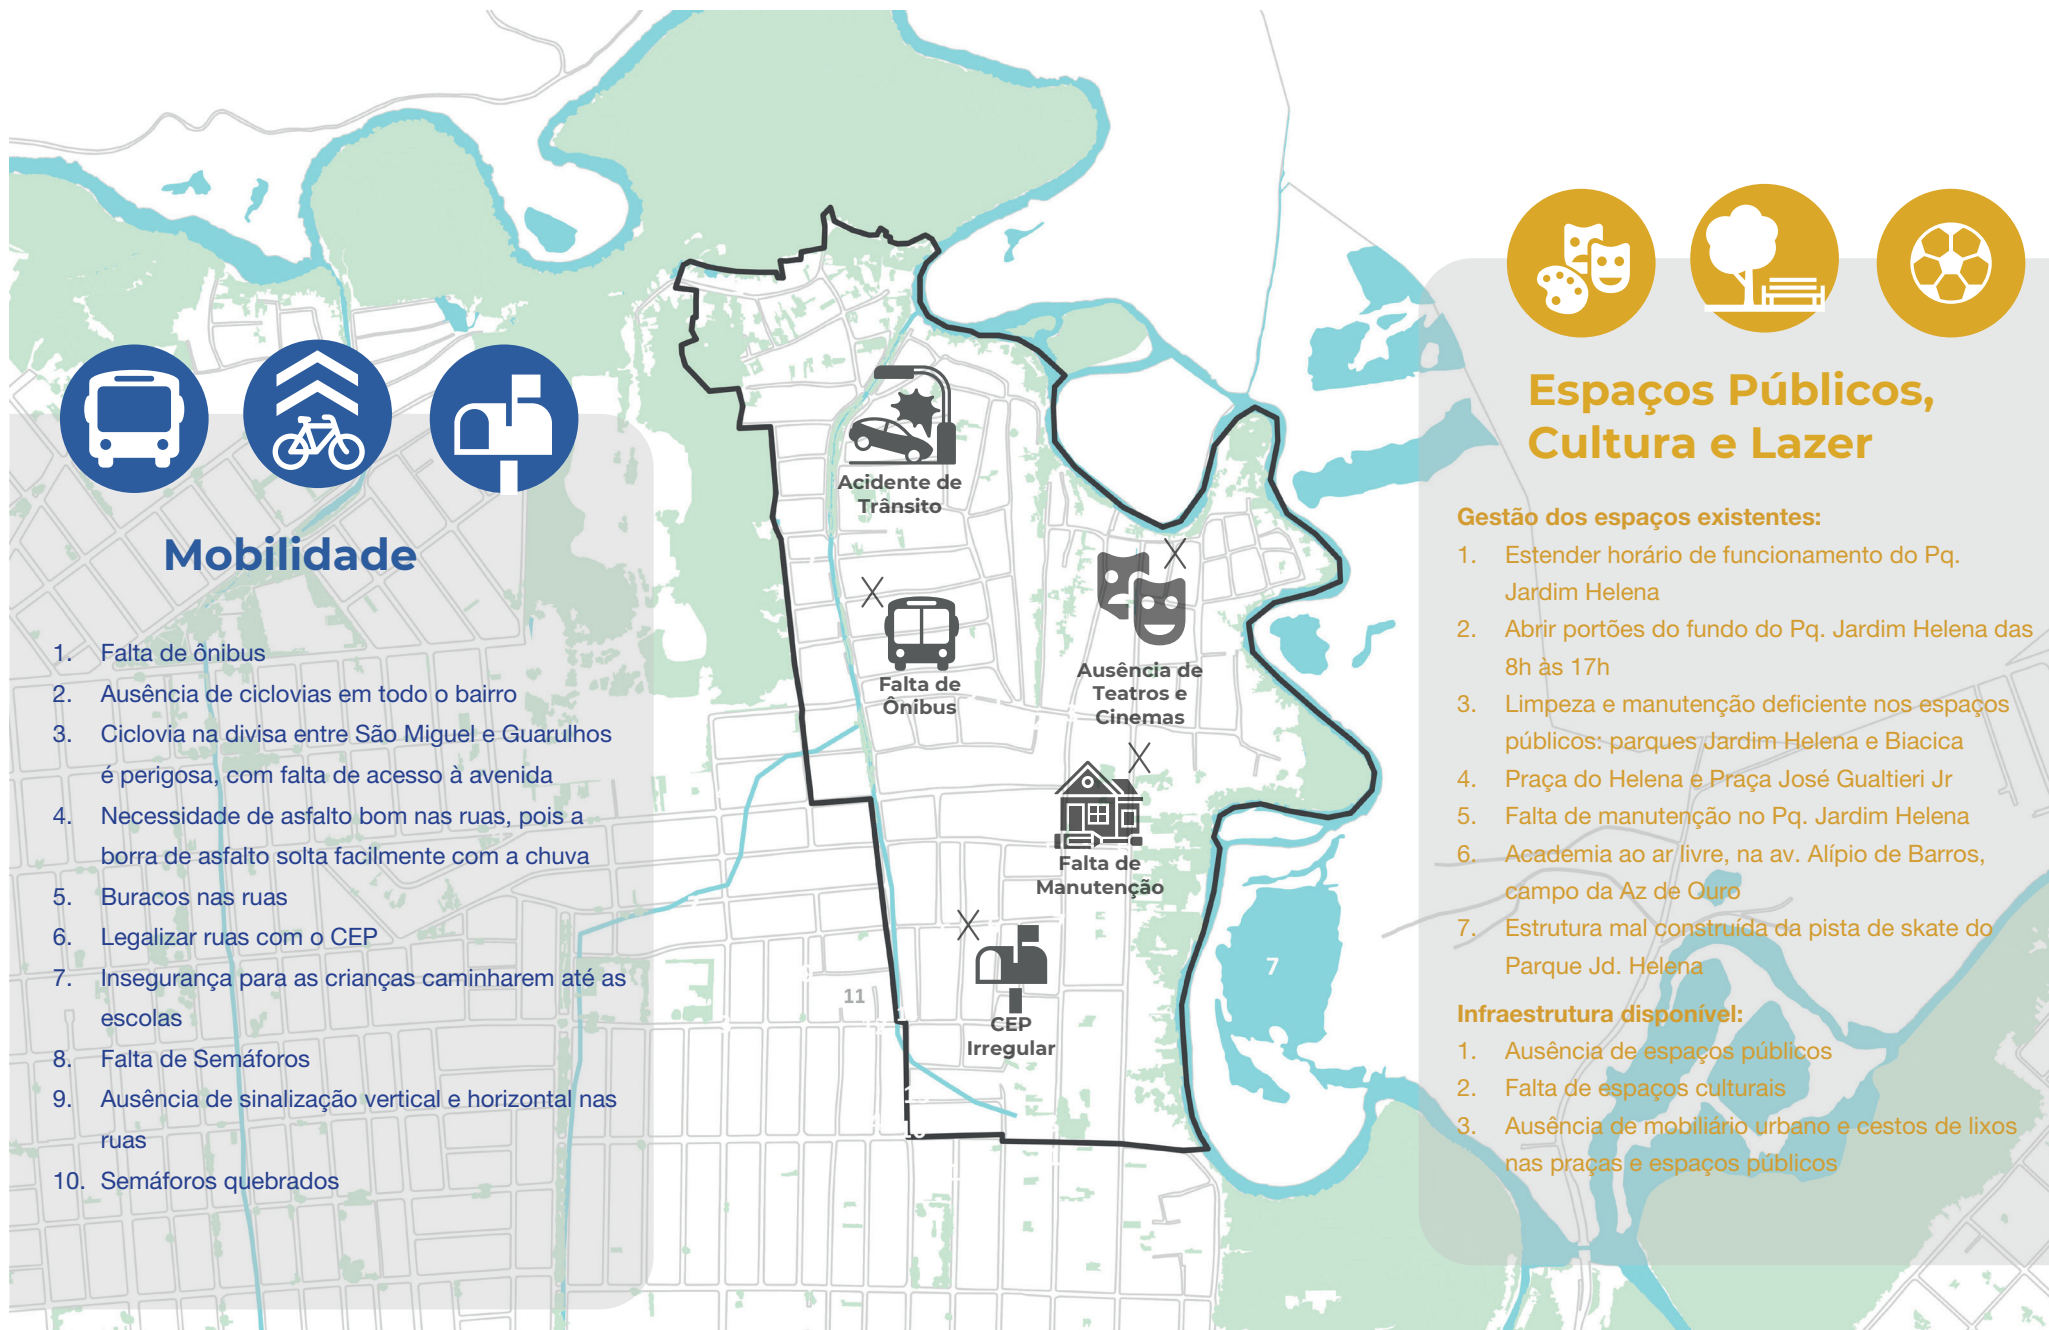 Mobilidade
1. Falta de ônibus
2. Ausência de ciclovias em todo o bairro
3. Ciclovia na divisa entre São Miguel e Guarulhos
é perigosa, com falta de acesso à avenida
4. Necessidade de asfalto bom nas ruas, pois a
borra de asfalto solta facilmente com a chuva
5. Buracos nas ruas
6. Legalizar ruas com o CEP
7. Insegurança para as crianças caminharem até as
escolas
8. Falta de Semáforos
9. Ausência de sinalização vertical e horizontal nas
ruas
10. Semáforos quebrados
Acidente de
Trânsito
Falta de
Ônibus
Ausência de
Teatros e
Cinemas
Falta de
Manutenção
CEP
Irregular
11
7
Espaços Públicos,
Cultura e Lazer
Gestão dos espaços existentes:
1. Estender horário de funcionamento do Pq.
Jardim Helena
2. Abrir portões do fundo do Pq. Jardim Helena das
8h às 17h
3. Limpeza e manutenção deficiente nos espaços
públicos: parques Jardim Helena e Biacica
4. Praça do Helena e Praça José Gualtieri Jr
5. Falta de manutenção no Pq. Jardim Helena
6. Academia ao ar livre, na av. Alípio de Barros,
campo da Az de Ouro
7. Estrutura mal construída da pista de skate do
Parque Jd. Helena
Infraestrutura disponível:
1. Ausência de espaços públicos
2. Falta de espaços culturais
3. Ausência de mobiliário urbano e cestos de lixos
nas praças e espaços públicos